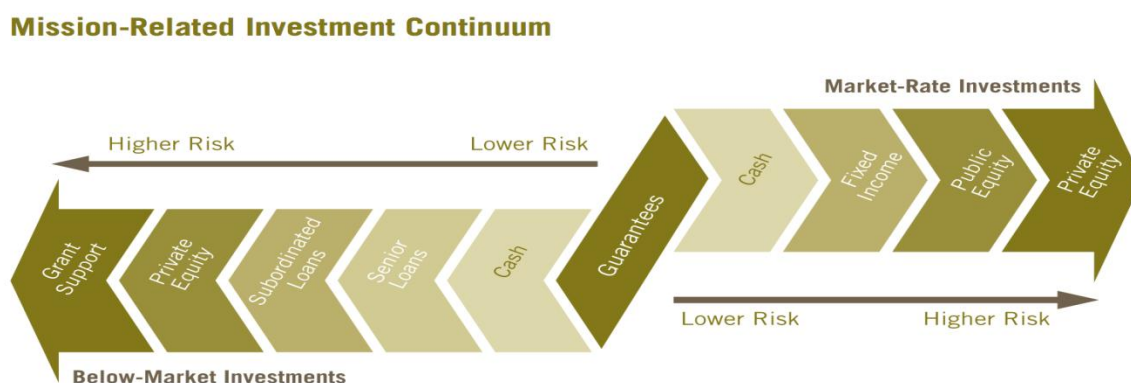 Mission-Related Investment Continuum
Market-Rate Investments
Higher Risk
Lower Risk
Grant
Support
Private
Equity
Subordinated
Loans
Senior
Loans
Cash
Guarantees
Cash
Fixed
Income
Public
Equity
Private
Equity
Lower Risk
Higher Risk
Below-Market Investments